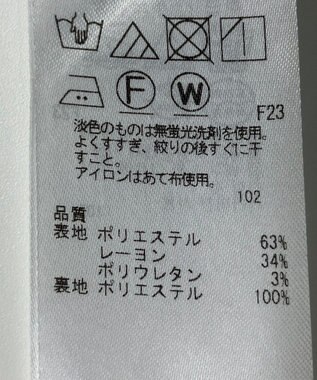 F W
F23
淡色のものは無蛍光洗剤を使用。
よくすすぎ、絞りの後すぐに干
すこと。
アイロンはあて布使用。
102
品質
表地 ポリエステル 63%
レーヨン 34%
ポリウレタン 3%
裏地 ポリエステル 100%